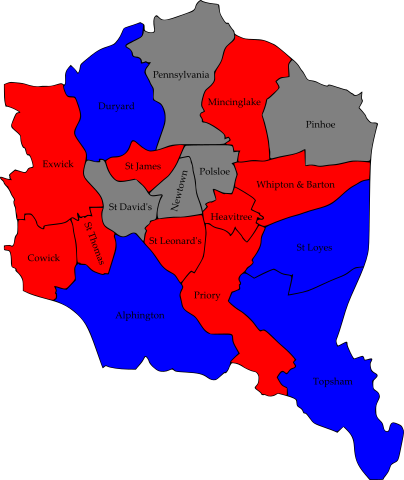 Pennsylvania
Duryard
Mincinglake
Pinhoe
Exwick
St James
Polsloe
Newtown
Whipton & Barton
St David's
Heavitree
St Thomas
St Leonard's
St Loyes
Cowick
Priory
Alphington
Topsham